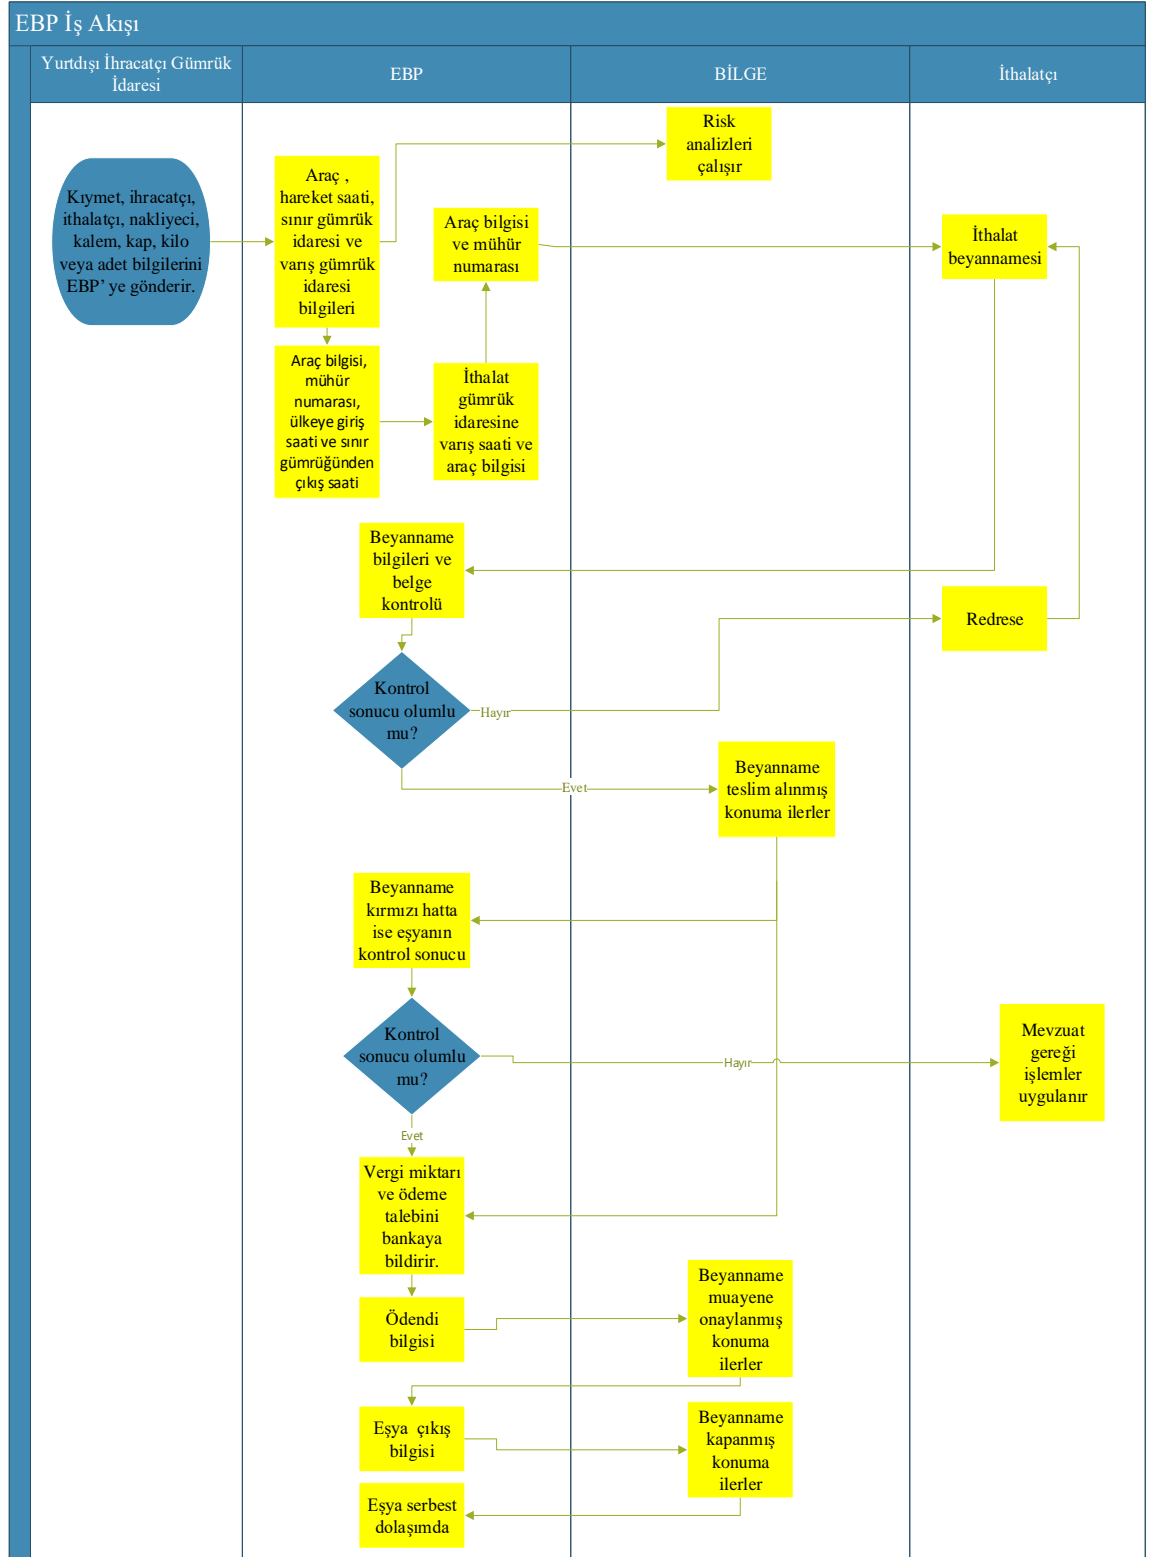 EBP İş Akışı
Yurtdışı İhracatçı Gümrük
İdaresi
EBP
BİLGE
İthalatçı
Risk
analizleri
çalışır
Kıymet, ihracatçı,
ithalatçı, nakliyeci,
kalem, kap, kilo
veya adet bilgilerini
EBP’ ye gönderir.
Araç ,
hareket saati,
sınır gümrük
idaresi ve
varış gümrük
idaresi
bilgileri
Araç bilgisi
ve mühür
numarası
İthalat
beyannamesi
Araç bilgisi,
mühür
numarası,
ülkeye giriş
saati ve sınır
gümrüğünden
çıkış saati
İthalat
gümrük
idaresine
varış saati ve
araç bilgisi
Beyanname
bilgileri ve
belge
kontrolü
Redrese
Kontrol
sonucu olumlu
mu?
Hayır
Evet
Beyanname
teslim alınmış
konuma ilerler
Beyanname
kırmızı hatta
ise eşyanın
kontrol sonucu
Kontrol
sonucu olumlu
mu?
Hayır
Mevzuat
gereği
işlemler
uygulanır
Evet
Vergi miktarı
ve ödeme
talebini
bankaya
bildirir.
Ödendi
bilgisi
Beyanname
muayene
onaylanmış
konuma
ilerler
Eşya çıkış
bilgisi
Beyanname
kapanmış
konuma
ilerler
Eşya serbest
dolaşımda